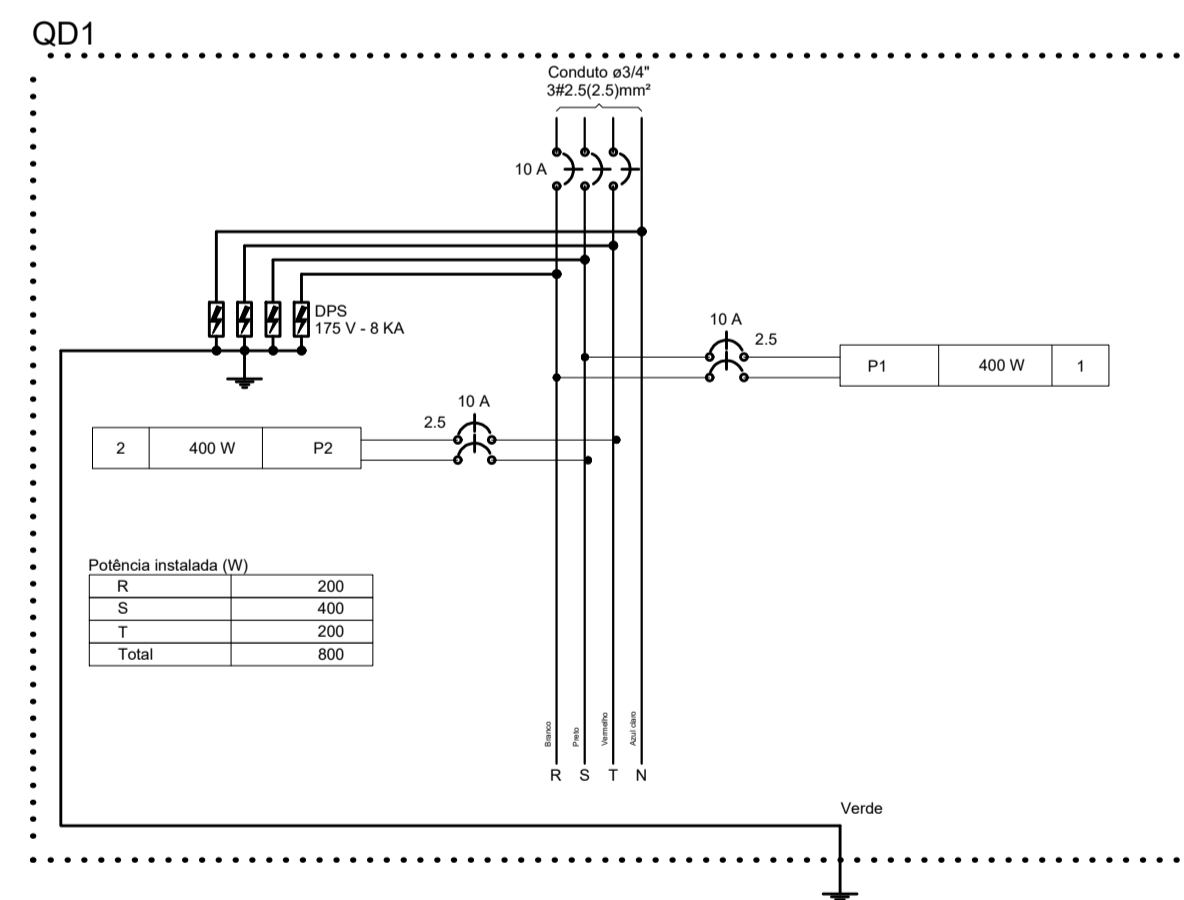 QD1
Conduto ø3/4"
3#2.5(2.5)mm²
10 A
DPS
175 V - 8 KA
10 A
2.5
P1 400 W 1
10 A
2.5
2 400 W P2
Potência instalada (W)
R 200
S 400
T 200
Total 800
Branco
Preto
Vermelho
Azul claro
R S T N
Verde